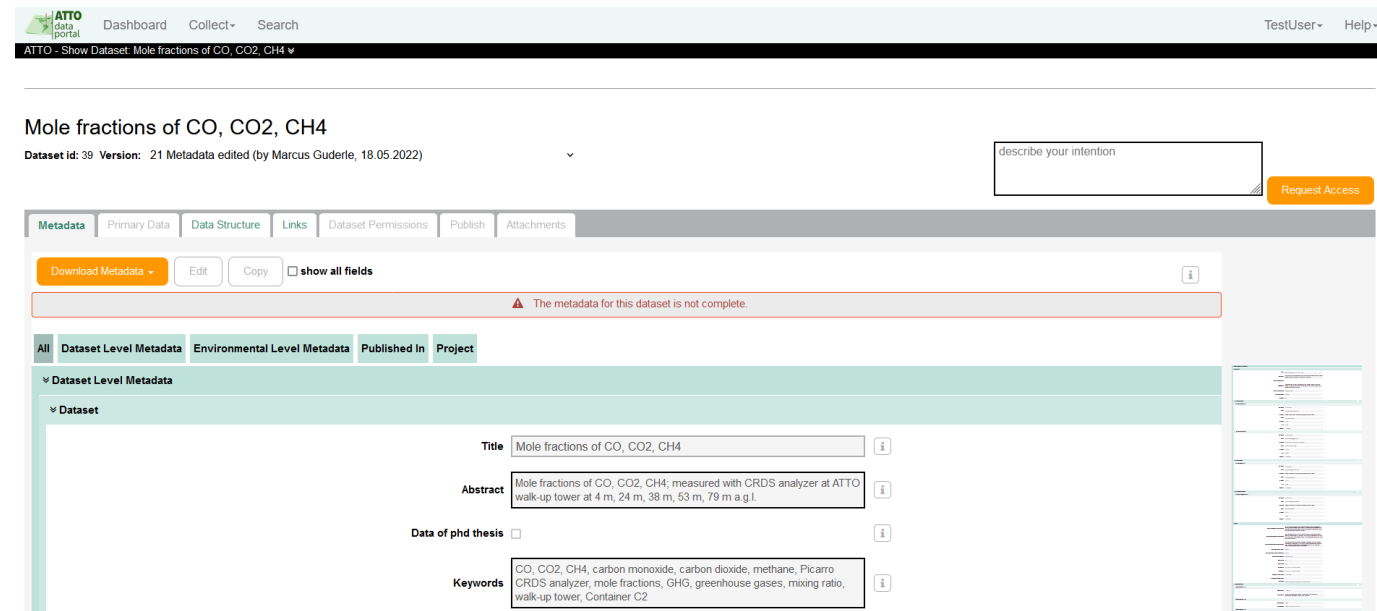 ATTO
data
portal
Dashboard Collect Search TestUser Help
ATTO - Show Dataset: Mole fractions of CO, CO2, CH4
Mole fractions of CO, CO2, CH4
Dataset id: 39 Version: 21 Metadata edited (by Marcus Guderle, 18.05.2022)
describe your intention
Request Access
Metadata Primary Data Data Structure Links Dataset Permissions Publish Attachments
Download Metadata Edit Copy show all fields i
The metadata for this dataset is not complete.
All Dataset Level Metadata Environmental Level Metadata Published In Project
Dataset Level Metadata
Dataset
Title Mole fractions of CO, CO2, CH4 i
Abstract Mole fractions of CO, CO2, CH4; measured with CRDS analyzer at ATTO
walk-up tower at 4 m, 24 m, 38 m, 53 m, 79 m a.g.l. i
Data of phd thesis i
Keywords CO, CO2, CH4, carbon monoxide, carbon dioxide, methane, Picarro
CRDS analyzer, mole fractions, GHG, greenhouse gases, mixing ratio,
walk-up tower, Container C2 i